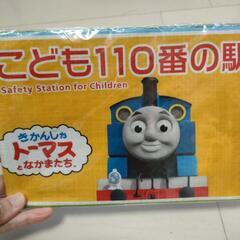 こども110番の駅
Safety Station for Children
きかんしゃ
トーマス
となかまたち